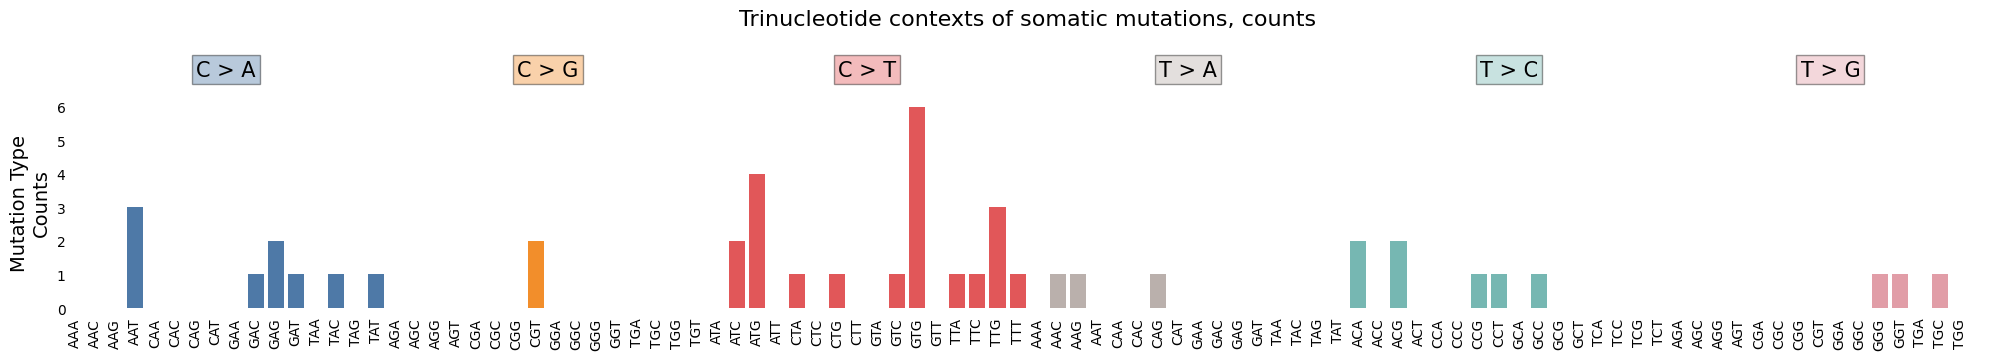 Trinucleotide contexts of somatic mutations, counts
C > A C > G C > T T > A T > C T > G
Mutation Type
Counts
6
5
4
3
2
1
0
AAA AAC AAG AAT CAA CAC CAG CAT GAA GAC GAG GAT TAA TAC TAG TAT AGA AGC AGG AGT CGA CGC CGG CGT GGA GGC GGG GGT TGA TGC TGG TGT ATA ATC ATG ATT CTA CTC CTG CTT GTA GTC GTG GTT TTA TTC TTG TTT AAA AAC AAG AAT CAA CAC CAG CAT GAA GAC GAG GAT TAA TAC TAG TAT ACA ACC ACG ACT CCA CCC CCG CCT GCA GCC GCG GCT TCA TCC TCG TCT AGA AGC AGG AGT CGA CGC CGG CGT GGA GGC GGG GGT TGA TGC TGG